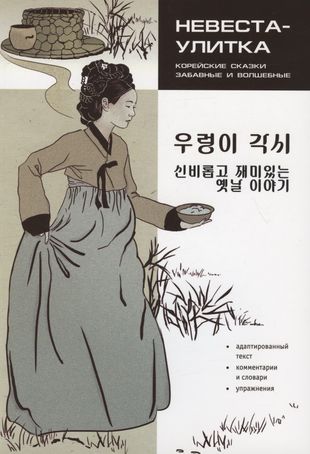 НЕВЕСТА-
УЛИТКА
КОРЕЙСКИЕ СКАЗКИ
ЗАБАВНЫЕ И ВОЛШЕБНЫЕ
우렁이 각시
신비롭고 재미있는
옛날 이야기
• адаптированный
текст
• комментарии
и словари
• упражнения